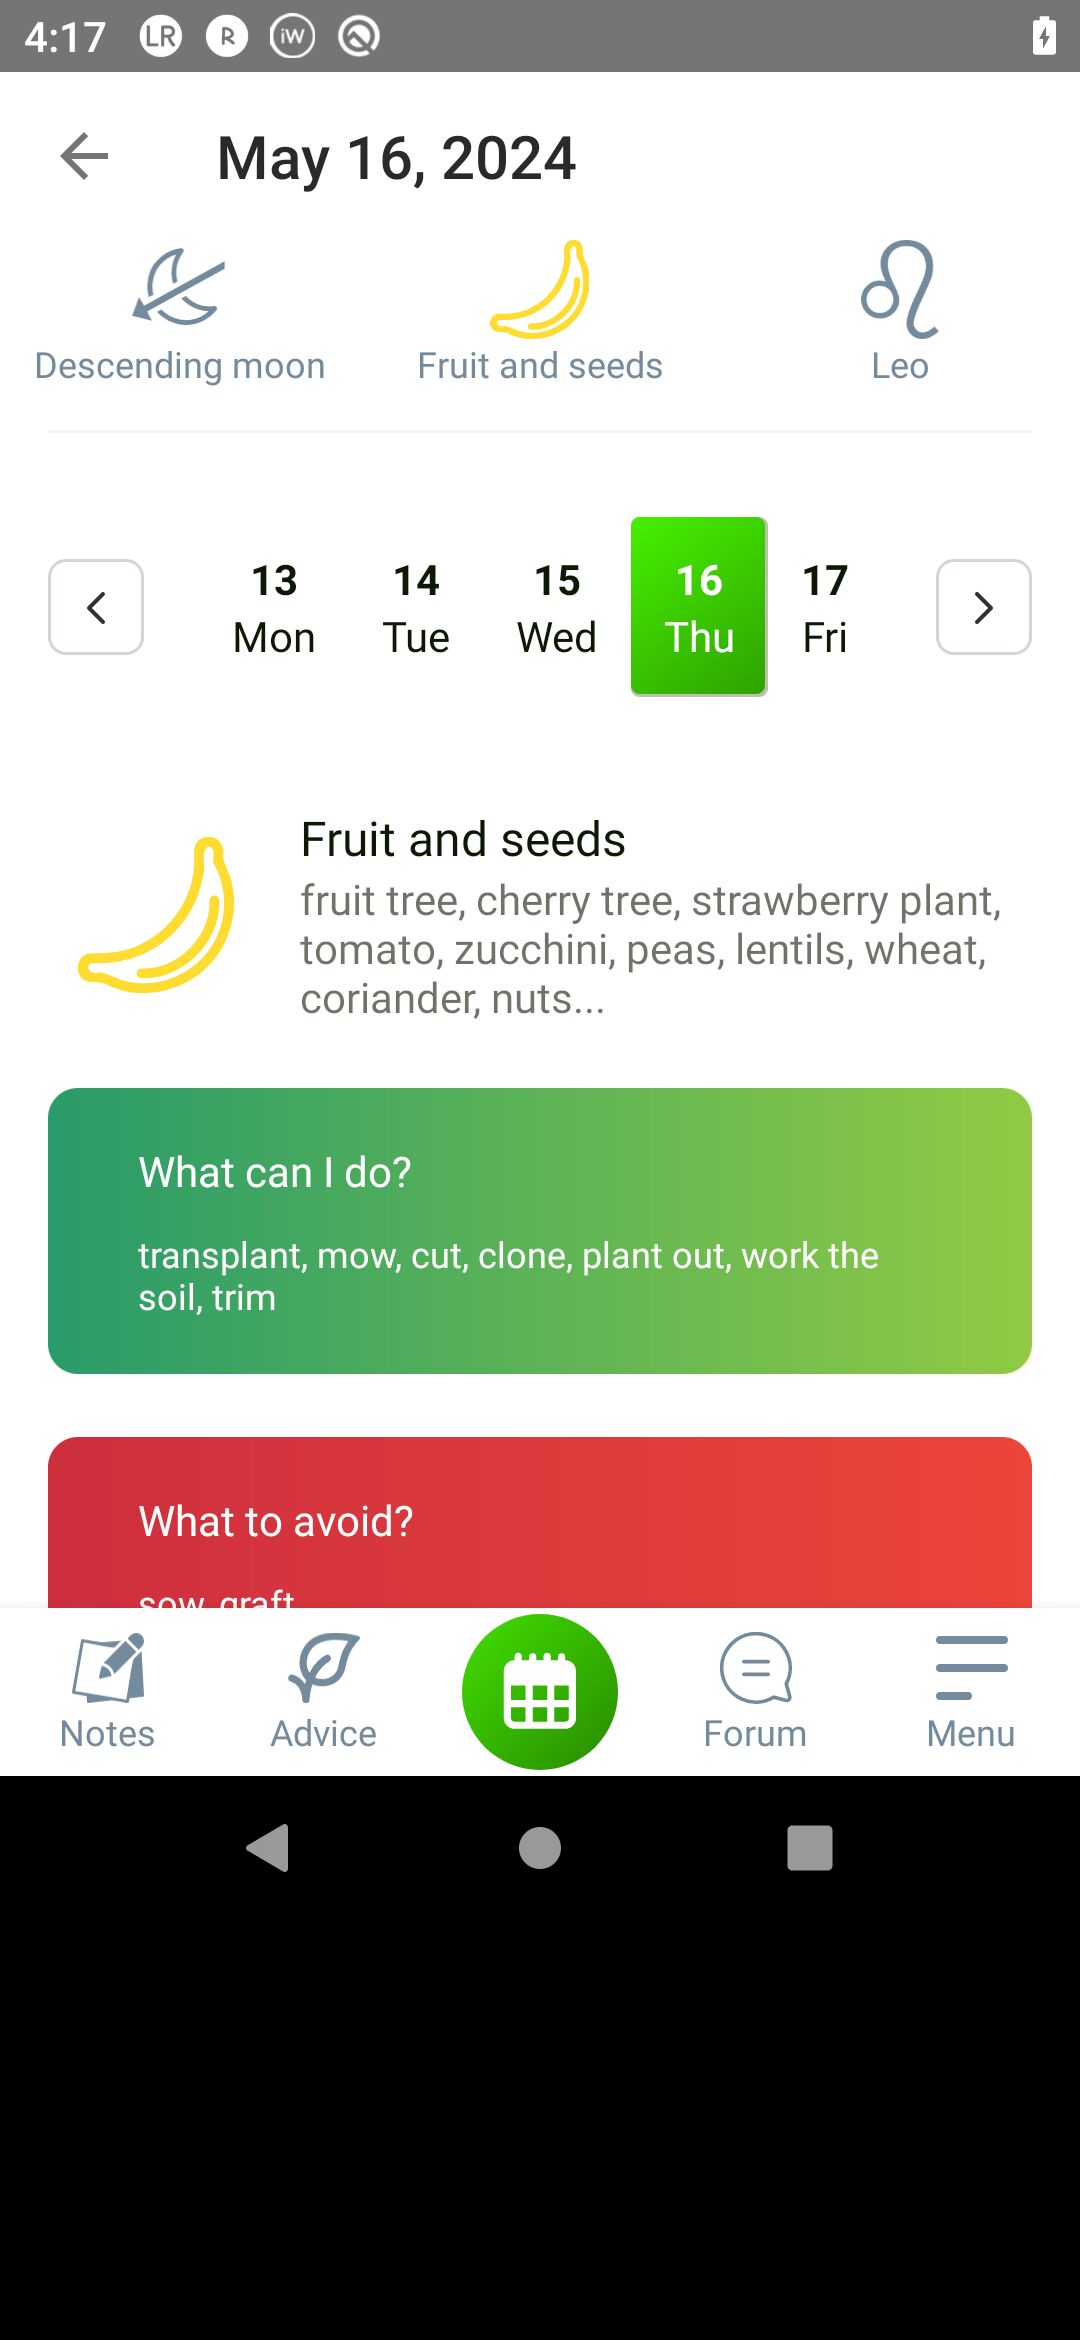 4:17 LR R iW
May 16, 2024
Descending moon Fruit and seeds Leo
13 14 15 16 17
Mon Tue Wed Thu Fri
Fruit and seeds
fruit tree, cherry tree, strawberry plant,
tomato, zucchini, peas, lentils, wheat,
coriander, nuts...
What can I do?
transplant, mow, cut, clone, plant out, work the
soil, trim
What to avoid?
sow, graft
Notes Advice Forum Menu